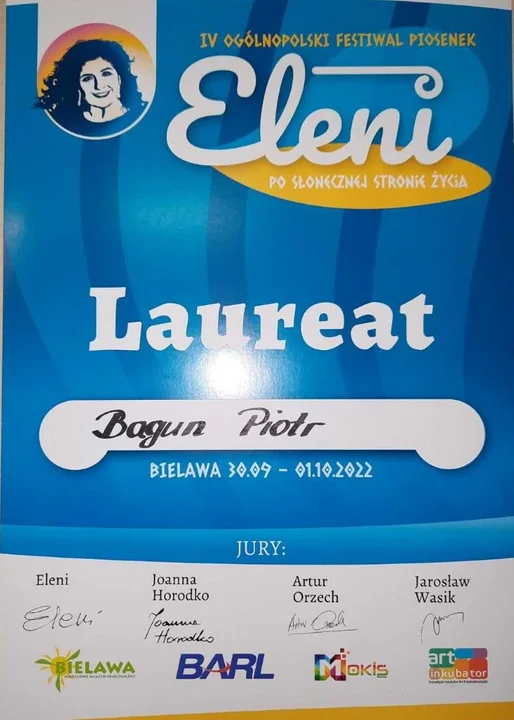 IV OGÓLNOPOLSKI FESTIWAL PIOSENEK
Eleni
PO SŁONECZNEJ STRONIE ŻYCIA
Laureat
Bagun Piotr
BIELAWA 30.09 - 01.10.2022
JURY:
Eleni
Joanna Horodko
Artur Orzech
Jarosław Wasik
Eleni
Joanna Horodko
BIELAWA
BARL
MOKiS
art inkubator